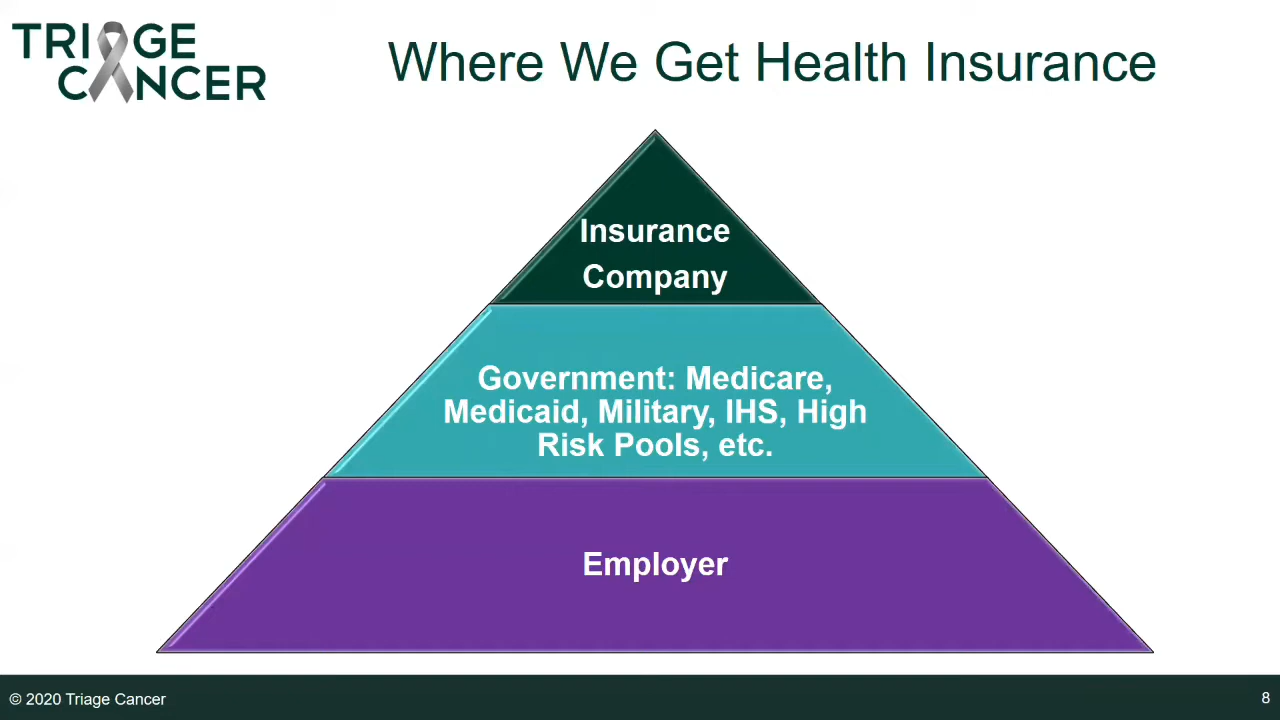 TRIAGE
CANCER
Where We Get Health Insurance
Insurance
Company
Government: Medicare,
Medicaid, Military, IHS, High
Risk Pools, etc.
Employer
© 2020 Triage Cancer
8